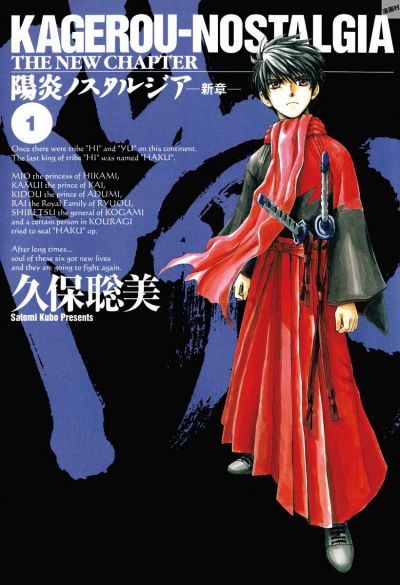 漫画村
KAGEROU-NOSTALGIA
THE NEW CHAPTER
陽炎ノスタルジア—新章—
1
Once there were tribe "HI" and "YU" on this continent.
The last king of tribe "HI" was named "HAKU".
MIO the princess of HIKAMI,
KAMUI the prince of KAI,
KIDOU the prince of ADUMI,
RAI the Royal Family of RYUOU,
SHIRETSU the general of KOGAMI
and a certain person in KOURAGI
tried to seal "HAKU" up.
After long times...
soul of these six got new lives
and they are going to fight again.
久保聡美
Satomi Kubo Presents